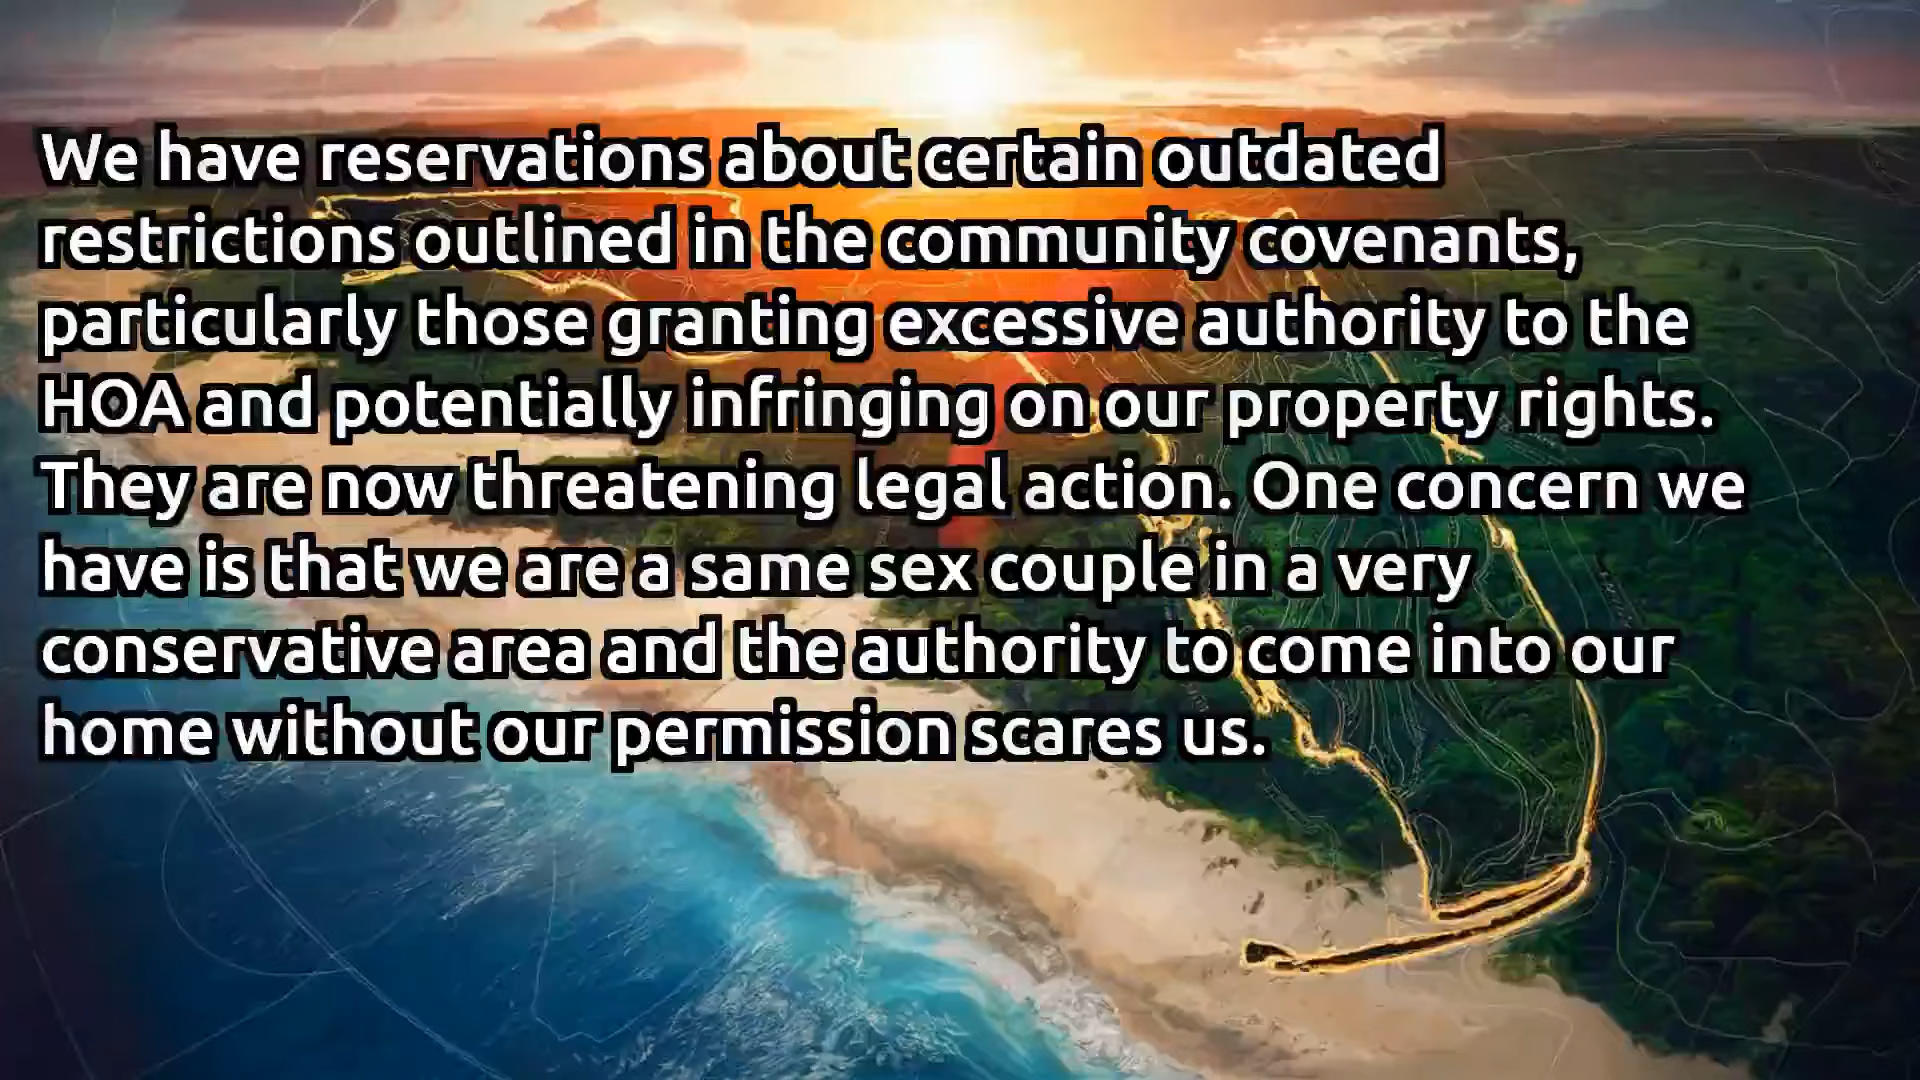 We have reservations about certain outdated
restrictions outlined in the community covenants,
particularly those granting excessive authority to the
HOA and potentially infringing on our property rights.
They are now threatening legal action. One concern we
have is that we are a same sex couple in a very
conservative area and the authority to come into our
home without our permission scares us.